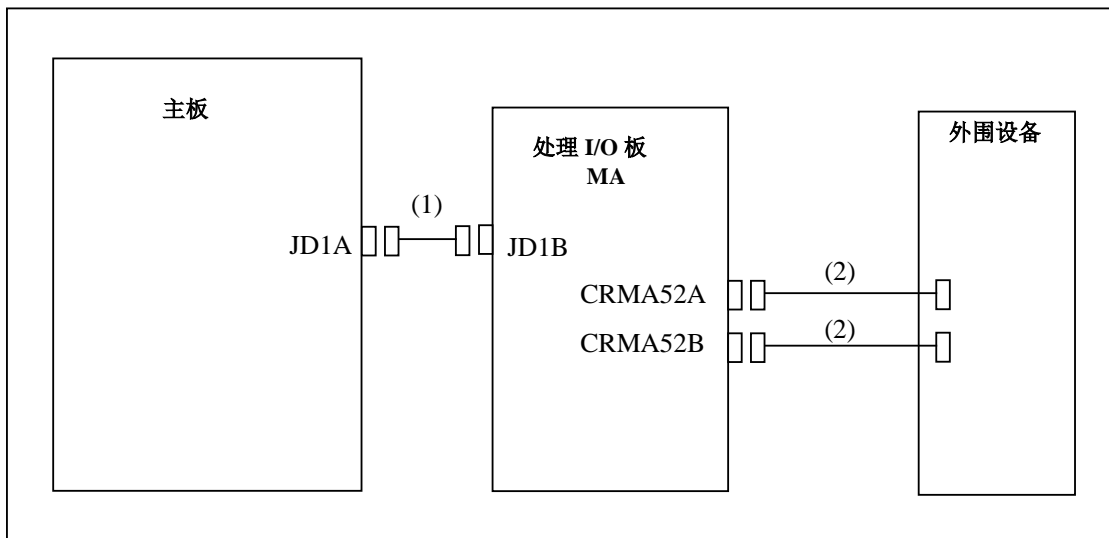 主板
处理 I/O 板
MA
外围设备
(1)
JD1A
JD1B
(2)
CRMA52A
(2)
CRMA52B